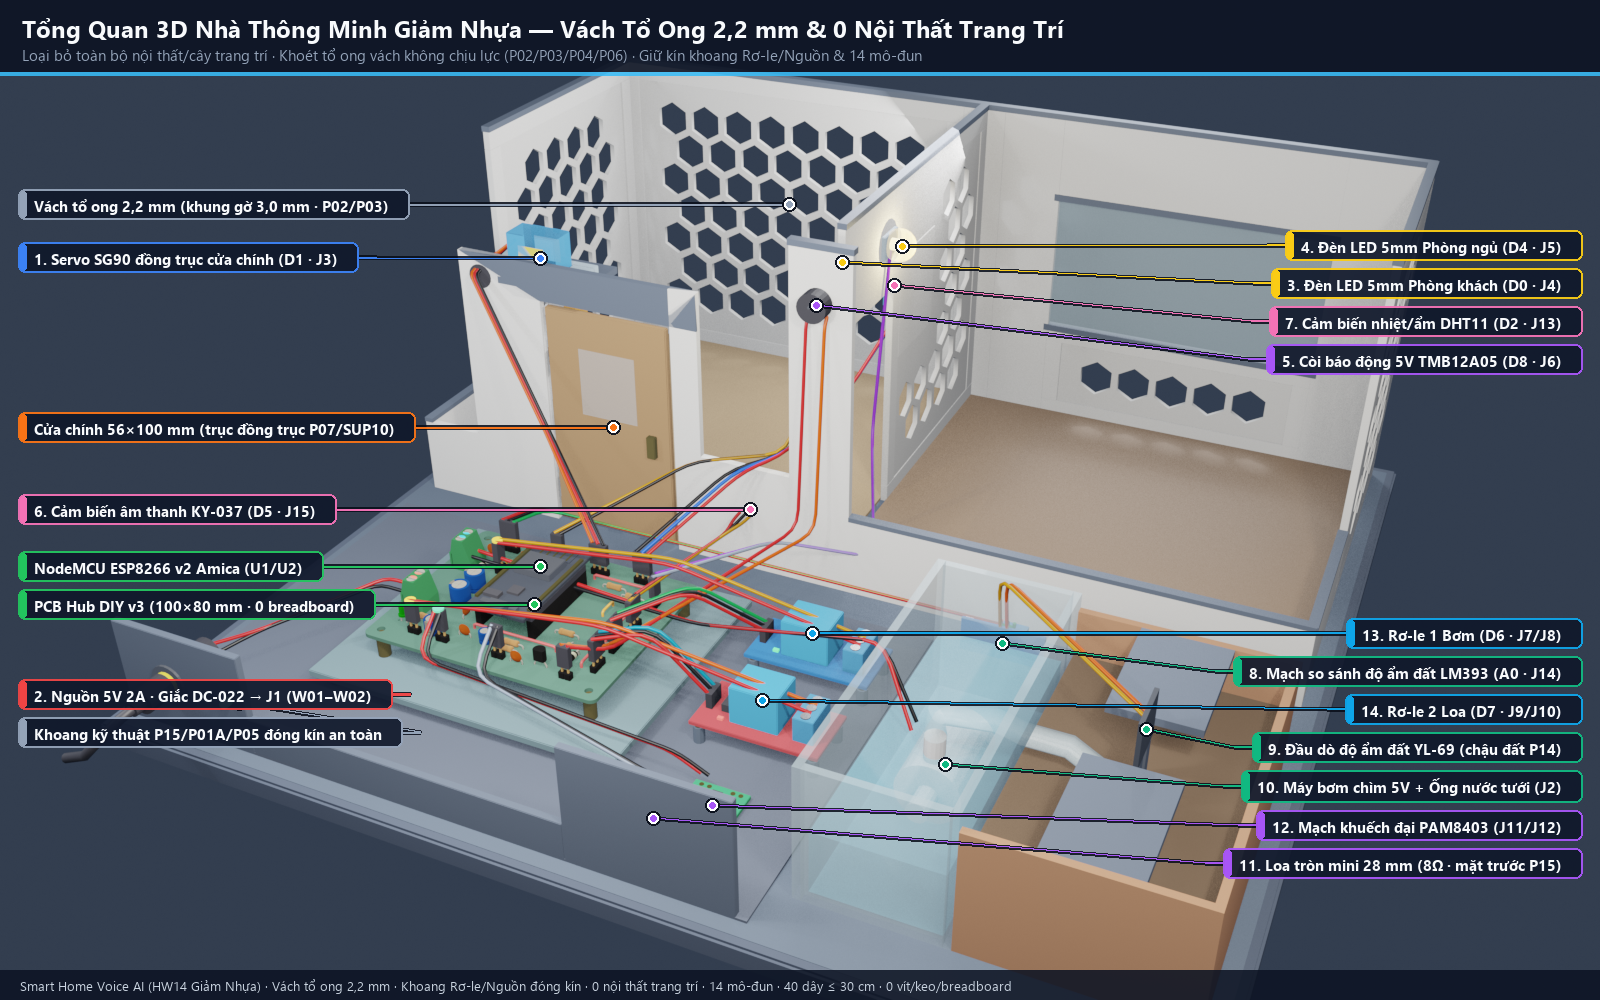 Tổng Quan 3D Nhà Thông Minh Giảm Nhựa — Vách Tổ Ong 2,2 mm & 0 Nội Thất Trang Trí
Loại bỏ toàn bộ nội thất/cây trang trí · Khoét tổ ong vách không chịu lực (P02/P03/P04/P06) · Giữ kín khoang Rơ-le/Nguồn & 14 mô-đun
Vách tổ ong 2,2 mm (khung gờ 3,0 mm · P02/P03)
1. Servo SG90 đồng trục cửa chính (D1 · J3)
Cửa chính 56×100 mm (trục đồng trục P07/SUP10)
6. Cảm biến âm thanh KY-037 (D5 · J15)
NodeMCU ESP8266 v2 Amica (U1/U2)
PCB Hub DIY v3 (100×80 mm · 0 breadboard)
2. Nguồn 5V 2A · Giắc DC-022 → J1 (W01–W02)
Khoang kỹ thuật P15/P01A/P05 đóng kín an toàn
4. Đèn LED 5mm Phòng ngủ (D4 · J5)
3. Đèn LED 5mm Phòng khách (D0 · J4)
7. Cảm biến nhiệt/ẩm DHT11 (D2 · J13)
5. Còi báo động 5V TMB12A05 (D8 · J6)
13. Rơ-le 1 Bơm (D6 · J7/J8)
8. Mạch so sánh độ ẩm đất LM393 (A0 · J14)
14. Rơ-le 2 Loa (D7 · J9/J10)
9. Đầu dò độ ẩm đất YL-69 (chậu đất P14)
10. Máy bơm chìm 5V + Ống nước tưới (J2)
12. Mạch khuếch đại PAM8403 (J11/J12)
11. Loa tròn mini 28 mm (8Ω · mặt trước P15)
Smart Home Voice AI (HW14 Giảm Nhựa) · Vách tổ ong 2,2 mm · Khoang Rơ-le/Nguồn đóng kín · 0 nội thất trang trí · 14 mô-đun · 40 dây ≤ 30 cm · 0 vít/keo/breadboard